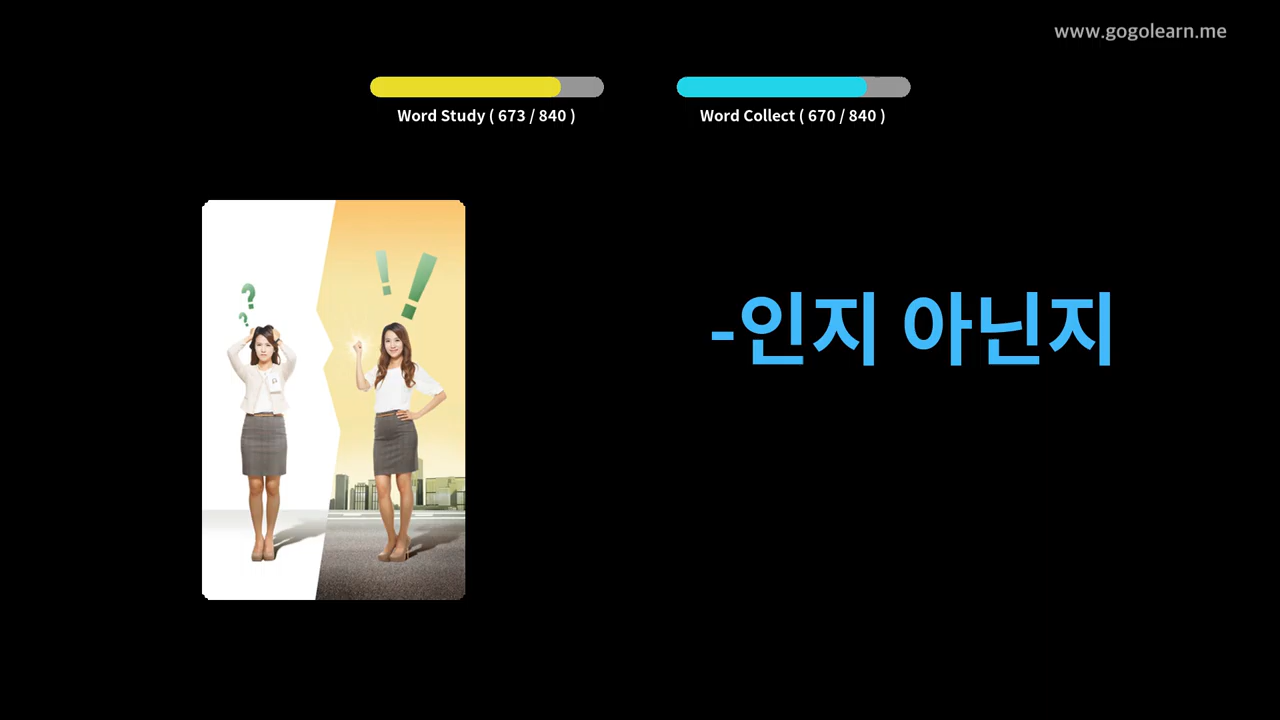 www.gogolearn.me
Word Study ( 673 / 840 )
Word Collect ( 670 / 840 )
? ? ! !
-인지 아닌지